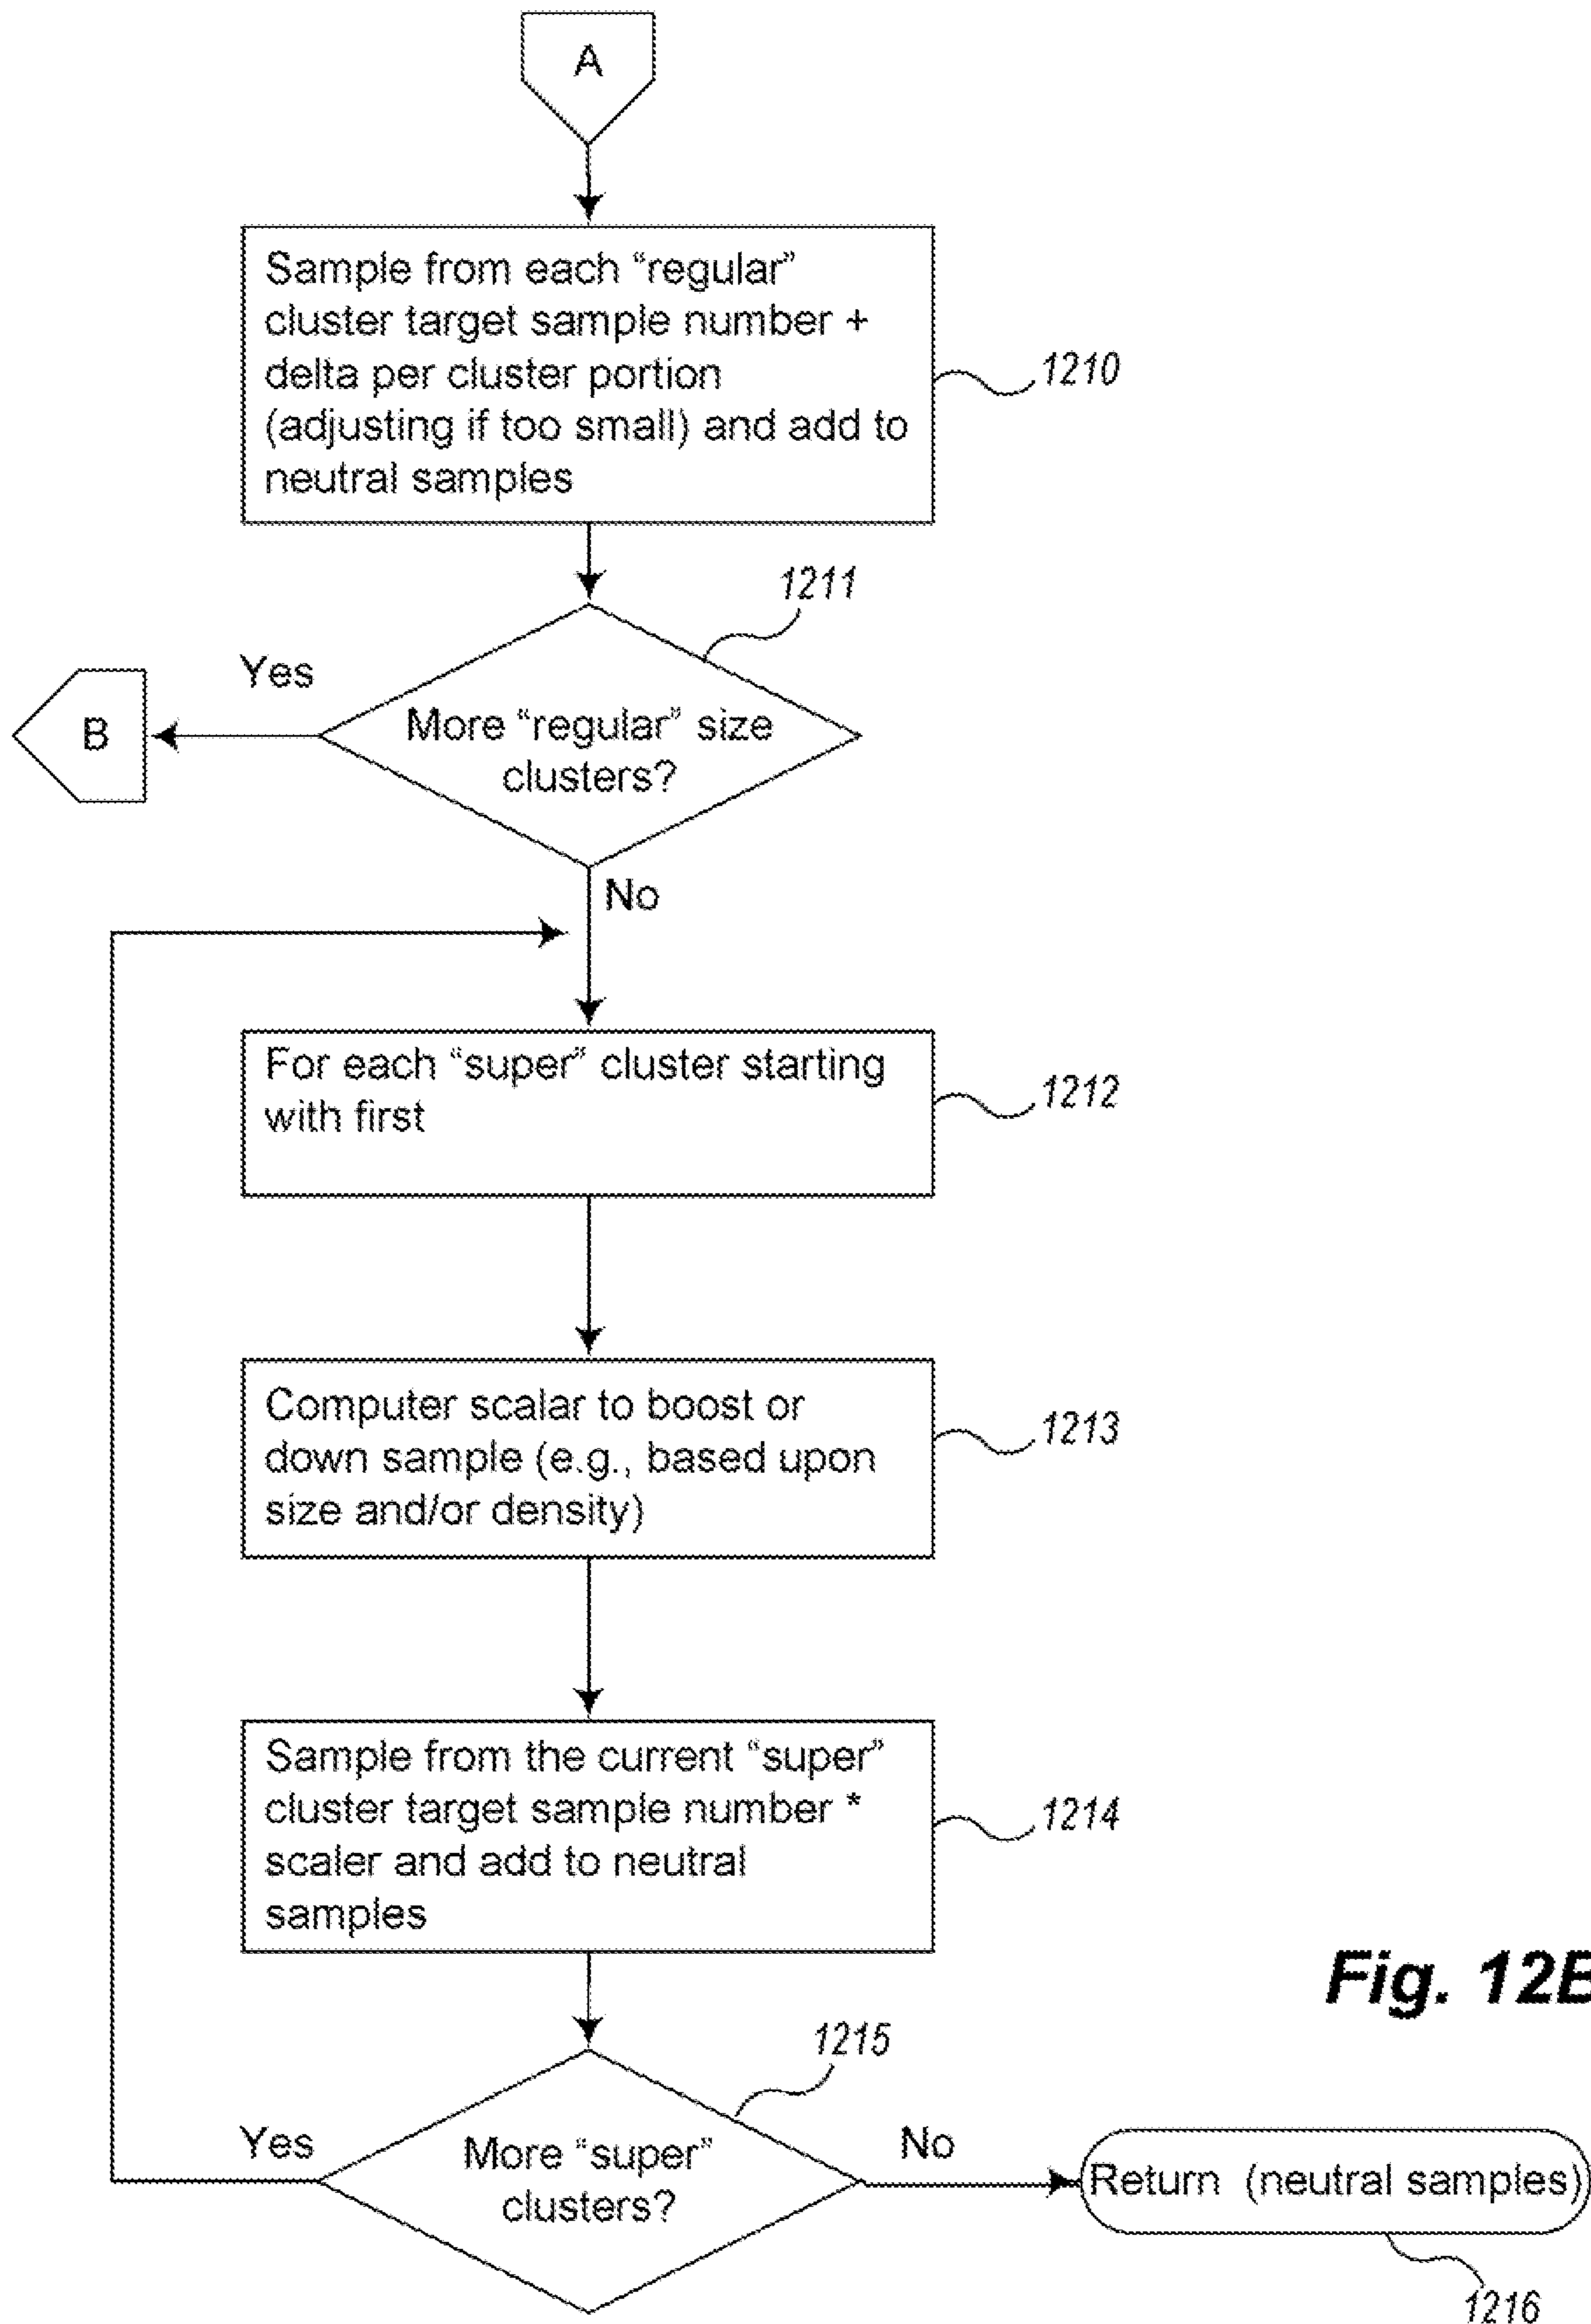 A
Sample from each “regular”
cluster target sample number +
delta per cluster portion
(adjusting if too small) and add to
neutral samples
1210
1211
Yes
B
More “regular” size
clusters?
No
For each “super” cluster starting
with first
1212
Computer scalar to boost or
down sample (e.g., based upon
size and/or density)
1213
Sample from the current “super”
cluster target sample number *
scaler and add to neutral
samples
1214
Fig. 12B
1215
Yes
More “super”
clusters?
No
Return (neutral samples)
1216